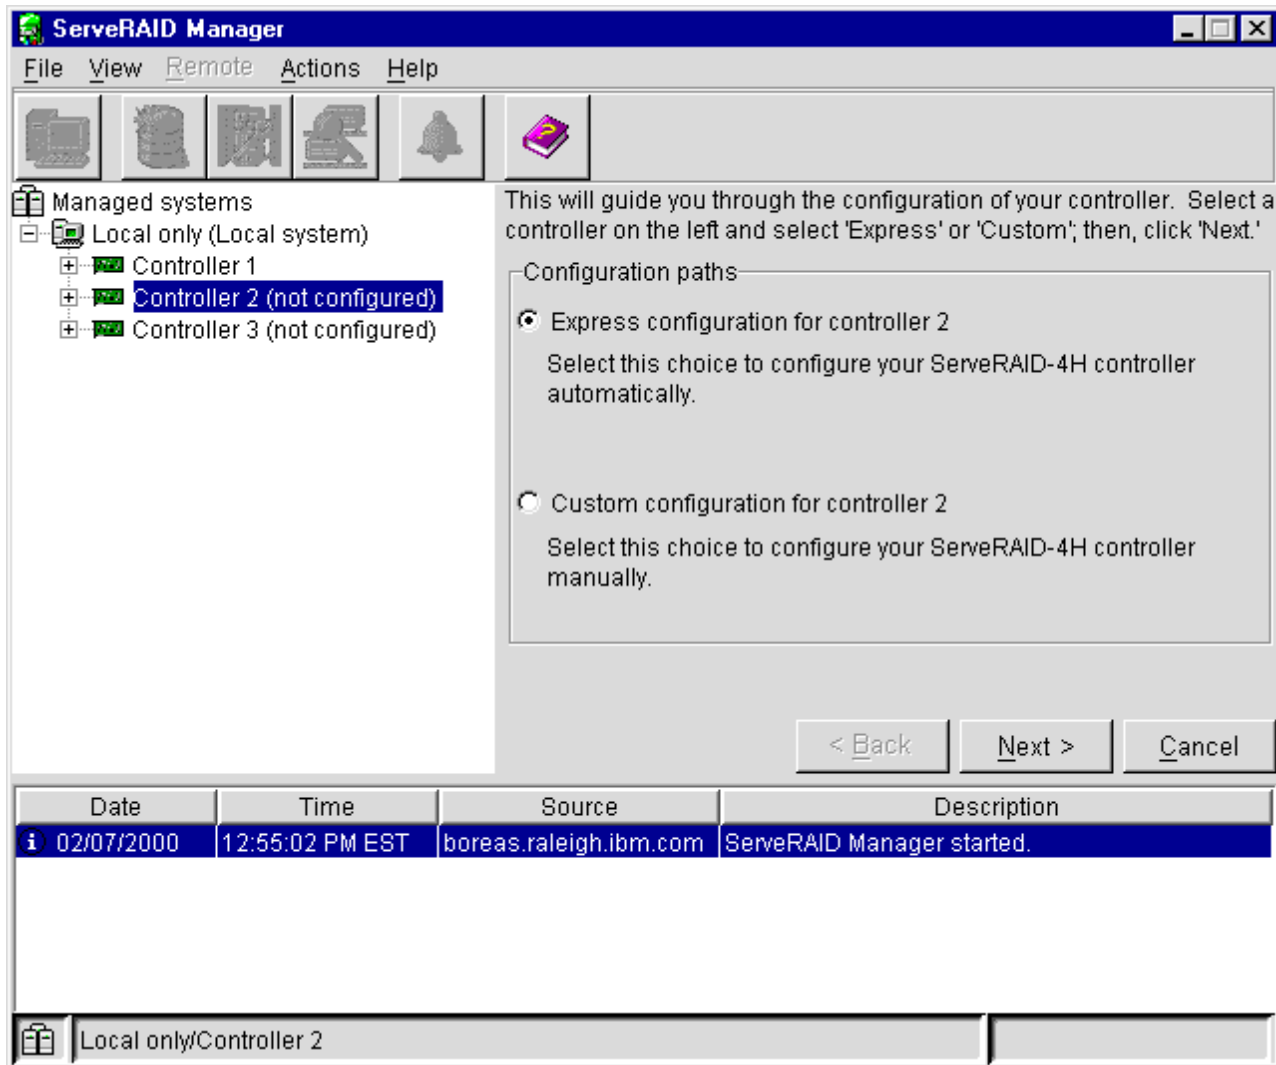 ServeRAID Manager
File View Remote Actions Help
Managed systems
Local only (Local system)
Controller 1
Controller 2 (not configured)
Controller 3 (not configured)
This will guide you through the configuration of your controller. Select a
controller on the left and select 'Express' or 'Custom'; then, click 'Next.'
Configuration paths
Express configuration for controller 2
Select this choice to configure your ServeRAID-4H controller
automatically.
Custom configuration for controller 2
Select this choice to configure your ServeRAID-4H controller
manually.
< Back Next > Cancel
Date Time Source Description
02/07/2000 12:55:02 PM EST boreas.raleigh.ibm.com ServeRAID Manager started.
Local only/Controller 2